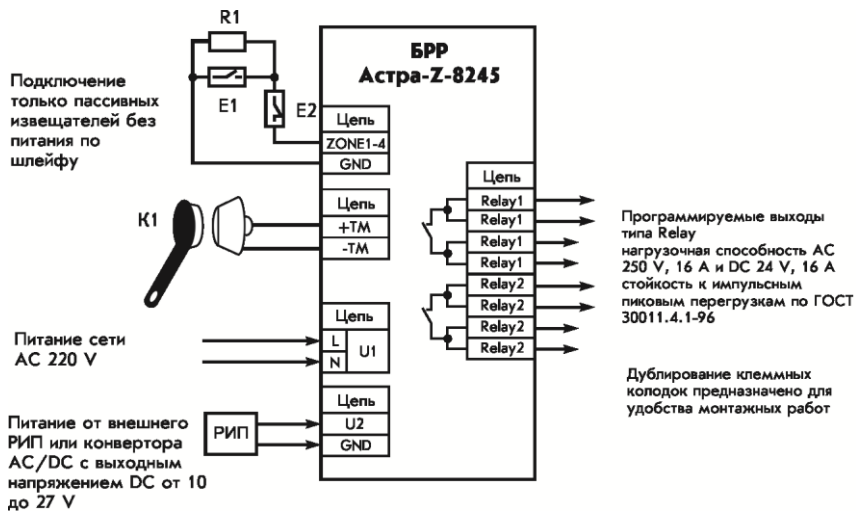 R1
БРР
Астра-Z-8245
Подключение
только пассивных
извещателей без
питания по
шлейфу
E1
E2
Цепь
ZONE1-4
GND
K1
Цепь
+TM
-TM
Цепь
Relay1
Relay1
Relay1
Relay1
Relay2
Relay2
Relay2
Relay2
Программируемые выходы
типа Relay
нагрузочная способность AC
250 V, 16 A и DC 24 V, 16 A
стойкость к импульсным
пиковым перегрузкам по ГОСТ
30011.4.1-96
Питание сети
AC 220 V
Цепь
L
N
U1
Дублирование клеммных
колодок предназначено для
удобства монтажных работ
Питание от внешнего
РИП или конвертора
AC/DC с выходным
напряжением DC от 10
до 27 V
РИП
Цепь
U2
GND